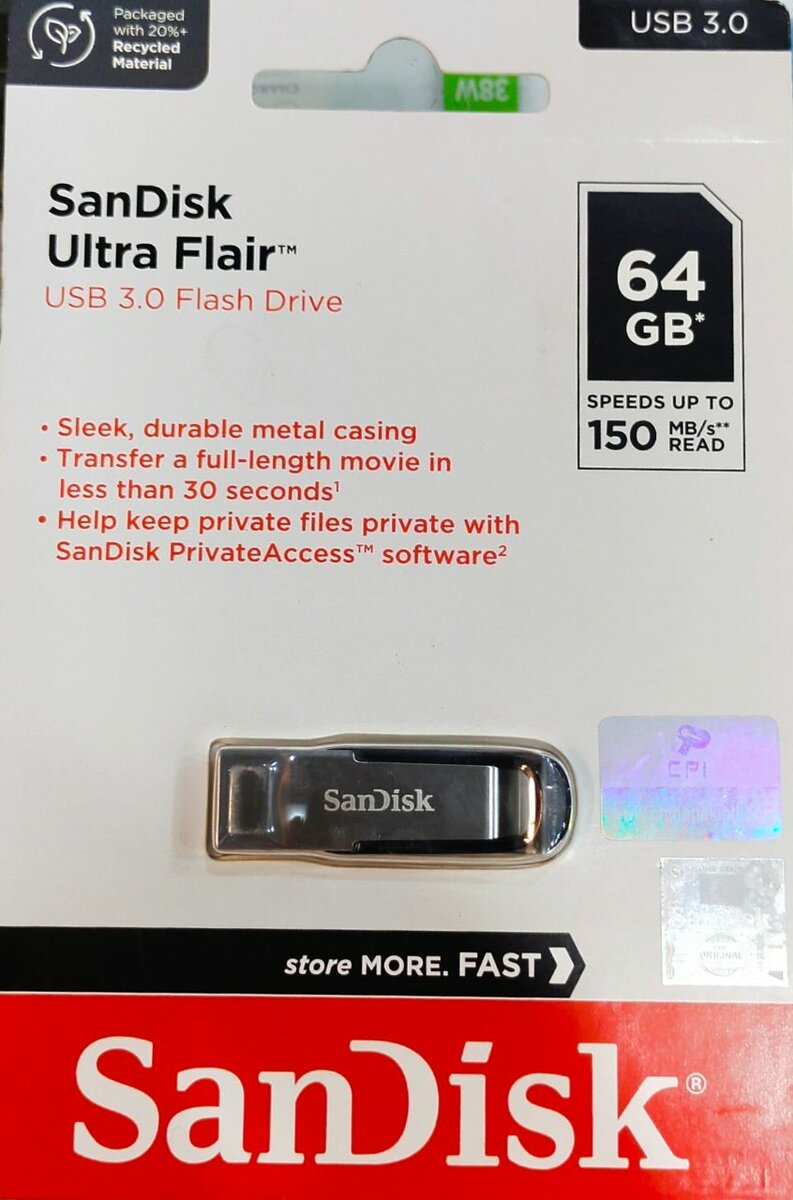 Packaged
with 20%+
Recycled
Material
USB 3.0
38W
SanDisk
Ultra Flair™
USB 3.0 Flash Drive
64
GB*
SPEEDS UP TO
150 MB/s** READ
• Sleek, durable metal casing
• Transfer a full-length movie in
less than 30 seconds¹
• Help keep private files private with
SanDisk PrivateAccess™ software²
SanDisk
CPI
ORIGINAL
store MORE. FAST
SanDisk®